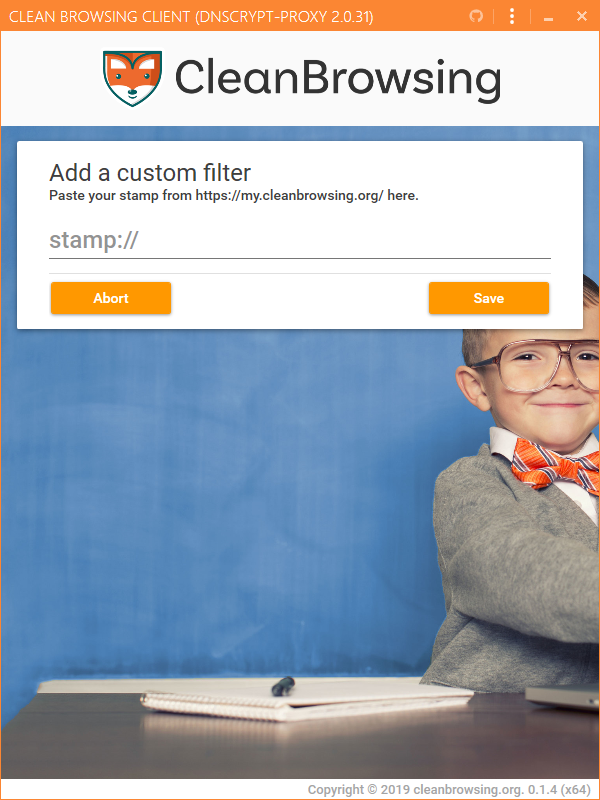 CLEAN BROWSING CLIENT (DNSCRYPT-PROXY 2.0.31)
CleanBrowsing
Add a custom filter
Paste your stamp from https://my.cleanbrowsing.org/ here.
stamp://
Abort
Save
Copyright © 2019 cleanbrowsing.org. 0.1.4 (x64)